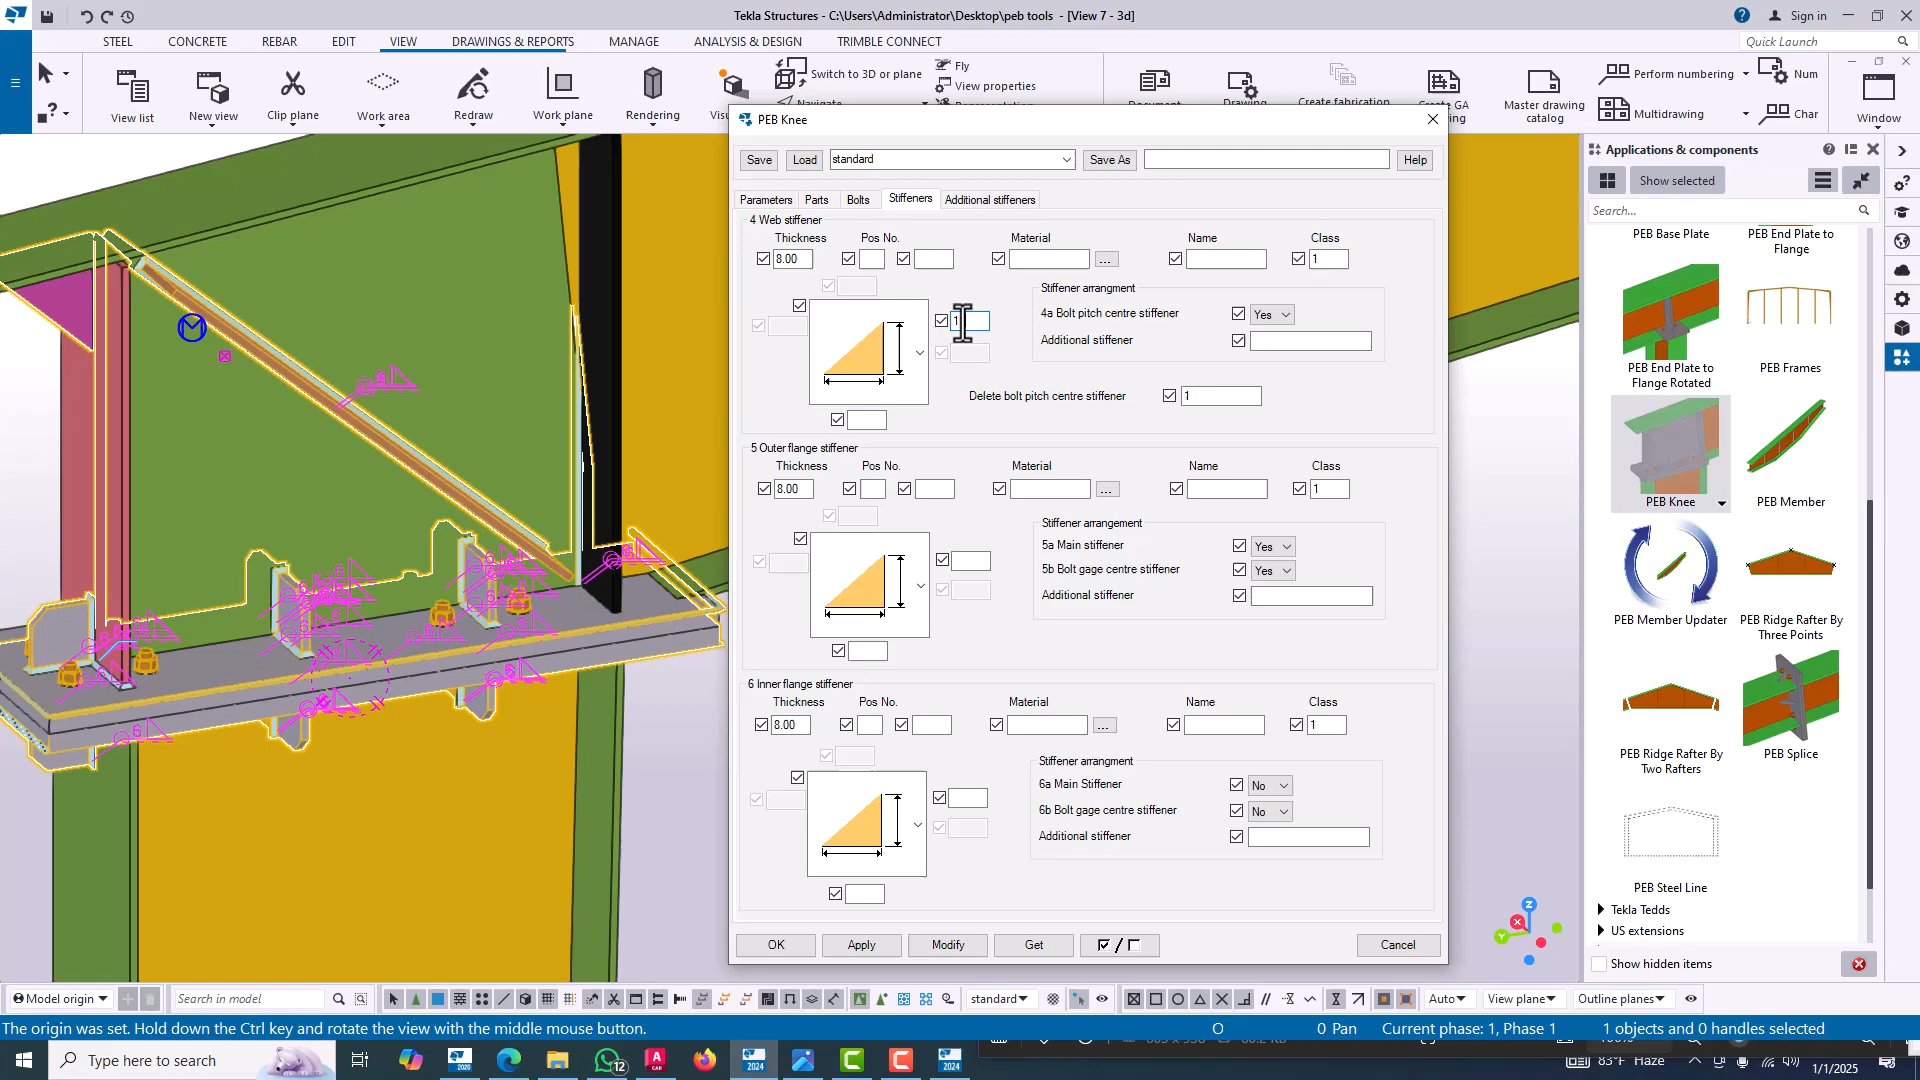 Tekla Structures - C:\Users\Administrator\Desktop\peb tools - [View 7 - 3d]
Sign in
STEEL CONCRETE REBAR EDIT VIEW DRAWINGS & REPORTS MANAGE ANALYSIS & DESIGN TRIMBLE CONNECT
Quick Launch
View list
New view
Clip plane
Work area
Redraw
Work plane
Rendering
Switch to 3D or plane
Fly
View properties
Master drawing catalog
Perform numbering
Multidrawing
Num
Char
Window
PEB Knee
Save Load standard Save As Help
Parameters Parts Bolts Stiffeners Additional stiffeners
4 Web stiffener
Thickness Pos No. Material Name Class
8.00 ... 1
Stiffener arrangment
4a Bolt pitch centre stiffener Yes
1
Additional stiffener
Delete bolt pitch centre stiffener 1
5 Outer flange stiffener
Thickness Pos No. Material Name Class
8.00 ... 1
Stiffener arrangment
5a Main stiffener Yes
5b Bolt gage centre stiffener Yes
Additional stiffener
6 Inner flange stiffener
Thickness Pos No. Material Name Class
8.00 ... 1
Stiffener arrangment
6a Main Stiffener No
6b Bolt gage centre stiffener No
Additional stiffener
OK Apply Modify Get / Cancel
Applications & components
Show selected
Search...
PEB Base Plate
PEB End Plate to Flange
PEB End Plate to Flange Rotated
PEB Frames
PEB Knee
PEB Member
PEB Member Updater
PEB Ridge Rafter By Three Points
PEB Ridge Rafter By Two Rafters
PEB Splice
PEB Steel Line
Tekla Tedds
US extensions
Show hidden items
Z
X
Y
Model origin
Search in model
standard
Auto
View plane
Outline planes
The origin was set. Hold down the Ctrl key and rotate the view with the middle mouse button.
O
0 Pan
Current phase: 1, Phase 1
1 objects and 0 handles selected
Type here to search
2020
12
2024
2024
83°F Haze
1/1/2025